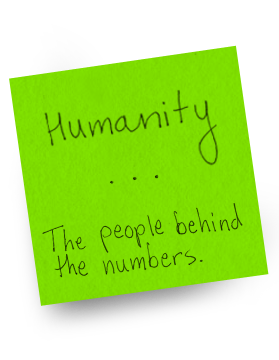 Humanity
. . .
The people behind
the numbers.